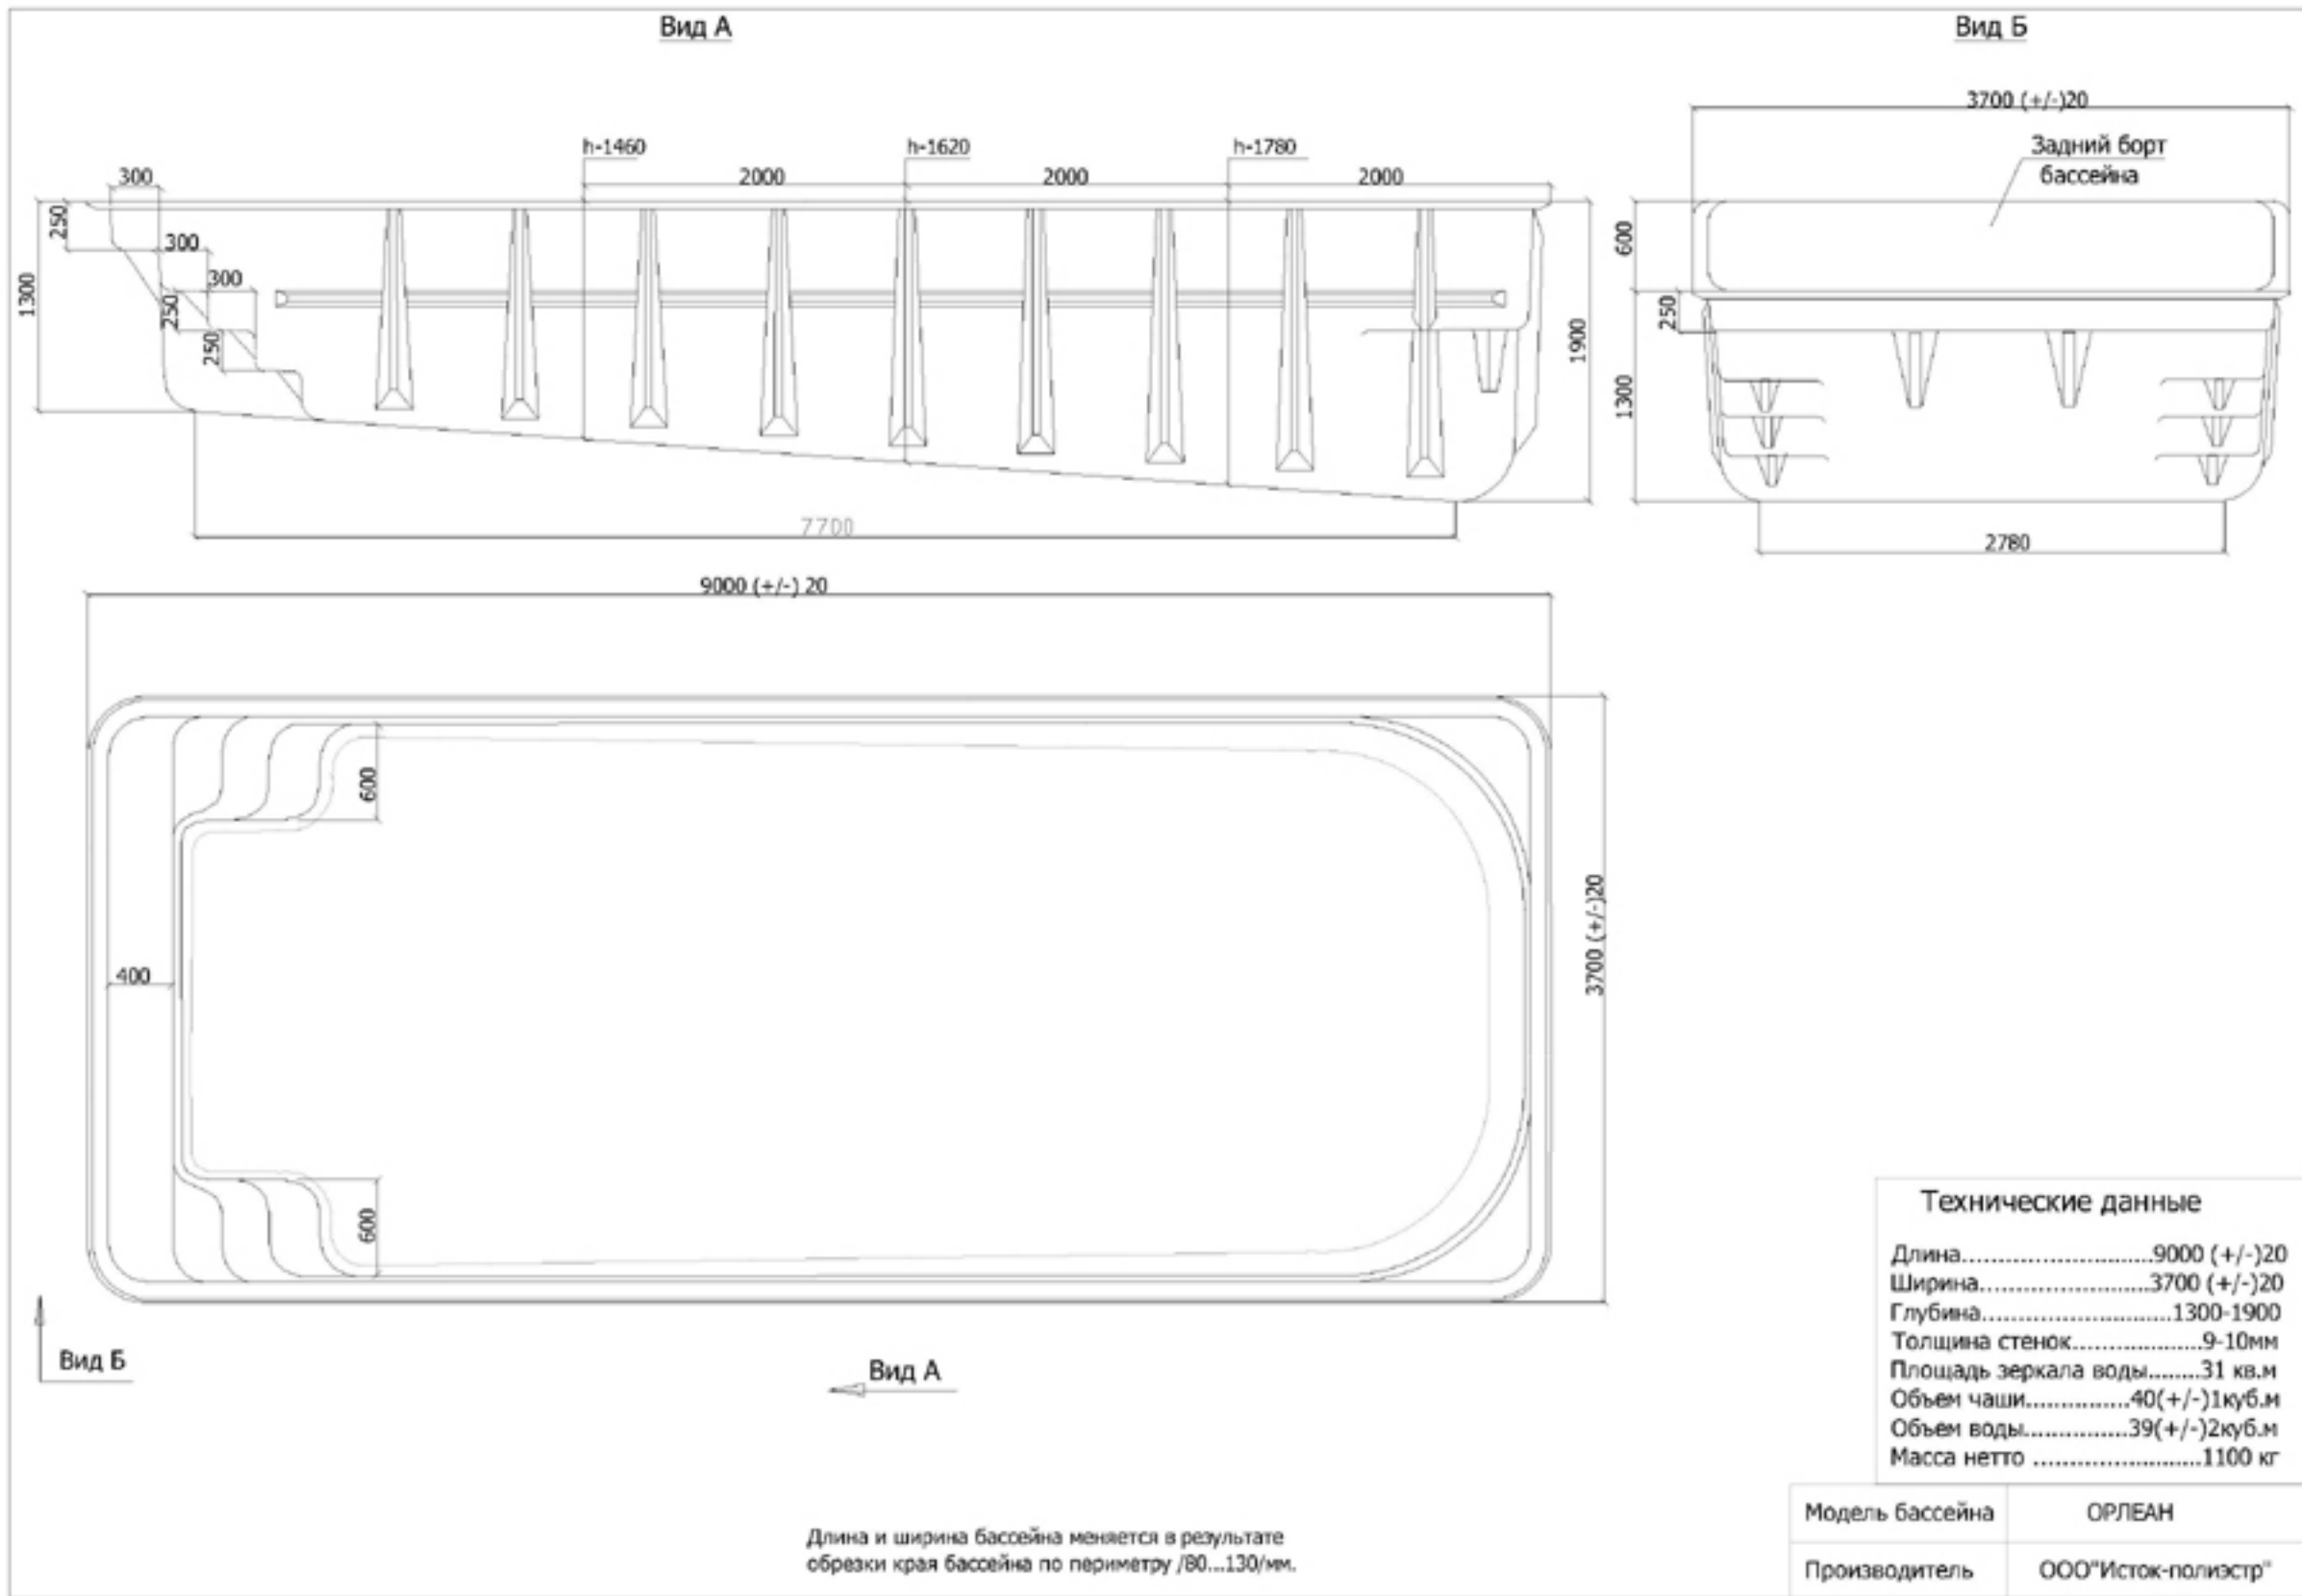 Вид А
Вид Б
3700 (+/-)20
Задний борт
бассейна
h-1460
h-1620
h-1780
300
2000
2000
2000
250
300
300
1300
250
250
1900
600
250
1300
7700
2780
9000 (+/-) 20
600
400
3700 (+/-)20
600
Вид Б
Вид А
Технические данные
Длина..........................9000 (+/-)20
Ширина.......................3700 (+/-)20
Глубина.........................1300-1900
Толщина стенок.................9-10мм
Площадь зеркала воды........31 кв.м
Объем чаши................40(+/-)1куб.м
Объем воды................39(+/-)2куб.м
Масса нетто .......................1100 кг
Модель бассейна ОРЛЕАН
Производитель ООО"Исток-полиэстр"
Длина и ширина бассейна меняется в результате
обрезки края бассейна по периметру /80...130/мм.